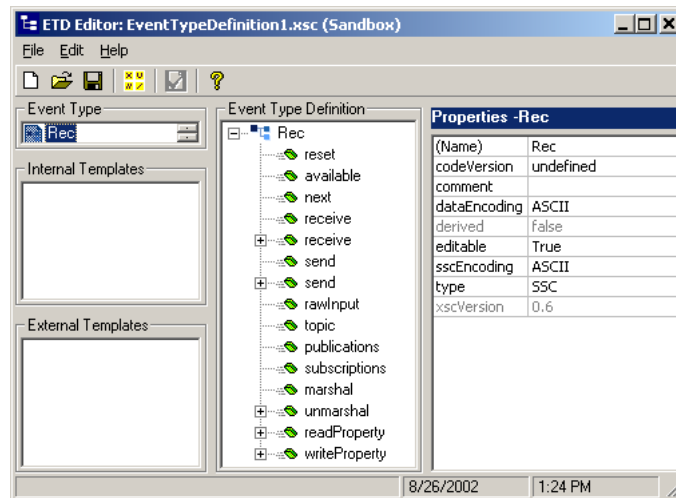 ETD Editor: EventTypeDefinition1.xsc (Sandbox)
File Edit Help
Event Type
Rec
Internal Templates
External Templates
Event Type Definition
Rec
reset
available
next
receive
receive
send
send
rawInput
topic
publications
subscriptions
marshal
unmarshal
readProperty
writeProperty
Properties -Rec
(Name) Rec
codeVersion undefined
comment
dataEncoding ASCII
derived false
editable True
sscEncoding ASCII
type SSC
xscVersion 0.6
8/26/2002 1:24 PM